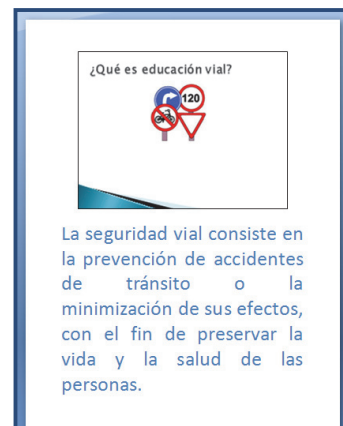 ¿Qué es educación vial?
120
La seguridad vial consiste en
la prevención de accidentes
de tránsito o la
minimización de sus efectos,
con el fin de preservar la
vida y la salud de las
personas.